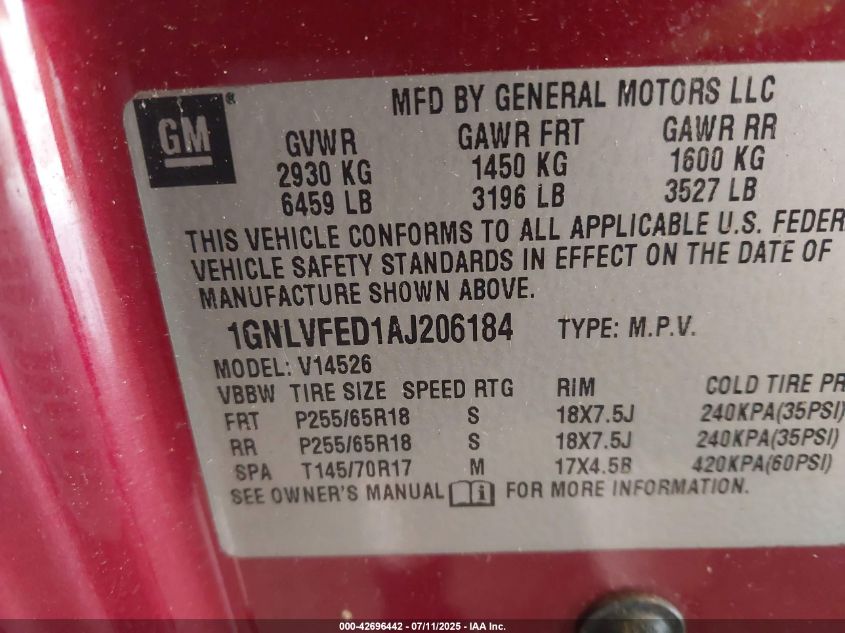 MFD BY GENERAL MOTORS LLC
GM®
GVWR GAWR FRT GAWR RR
2930 KG 1450 KG 1600 KG
6459 LB 3196 LB 3527 LB
THIS VEHICLE CONFORMS TO ALL APPLICABLE U.S. FEDER
VEHICLE SAFETY STANDARDS IN EFFECT ON THE DATE OF
MANUFACTURE SHOWN ABOVE.
1GNLVFED1AJ206184 TYPE: M.P.V.
MODEL: V14526
VBBW TIRE SIZE SPEED RTG RIM COLD TIRE PR
FRT P255/65R18 S 18X7.5J 240KPA(35PSI)
RR P255/65R18 S 18X7.5J 240KPA(35PSI)
SPA T145/70R17 M 17X4.5B 420KPA(60PSI)
SEE OWNER'S MANUAL i FOR MORE INFORMATION.
000-42696442 - 07/11/2025 - IAA Inc.